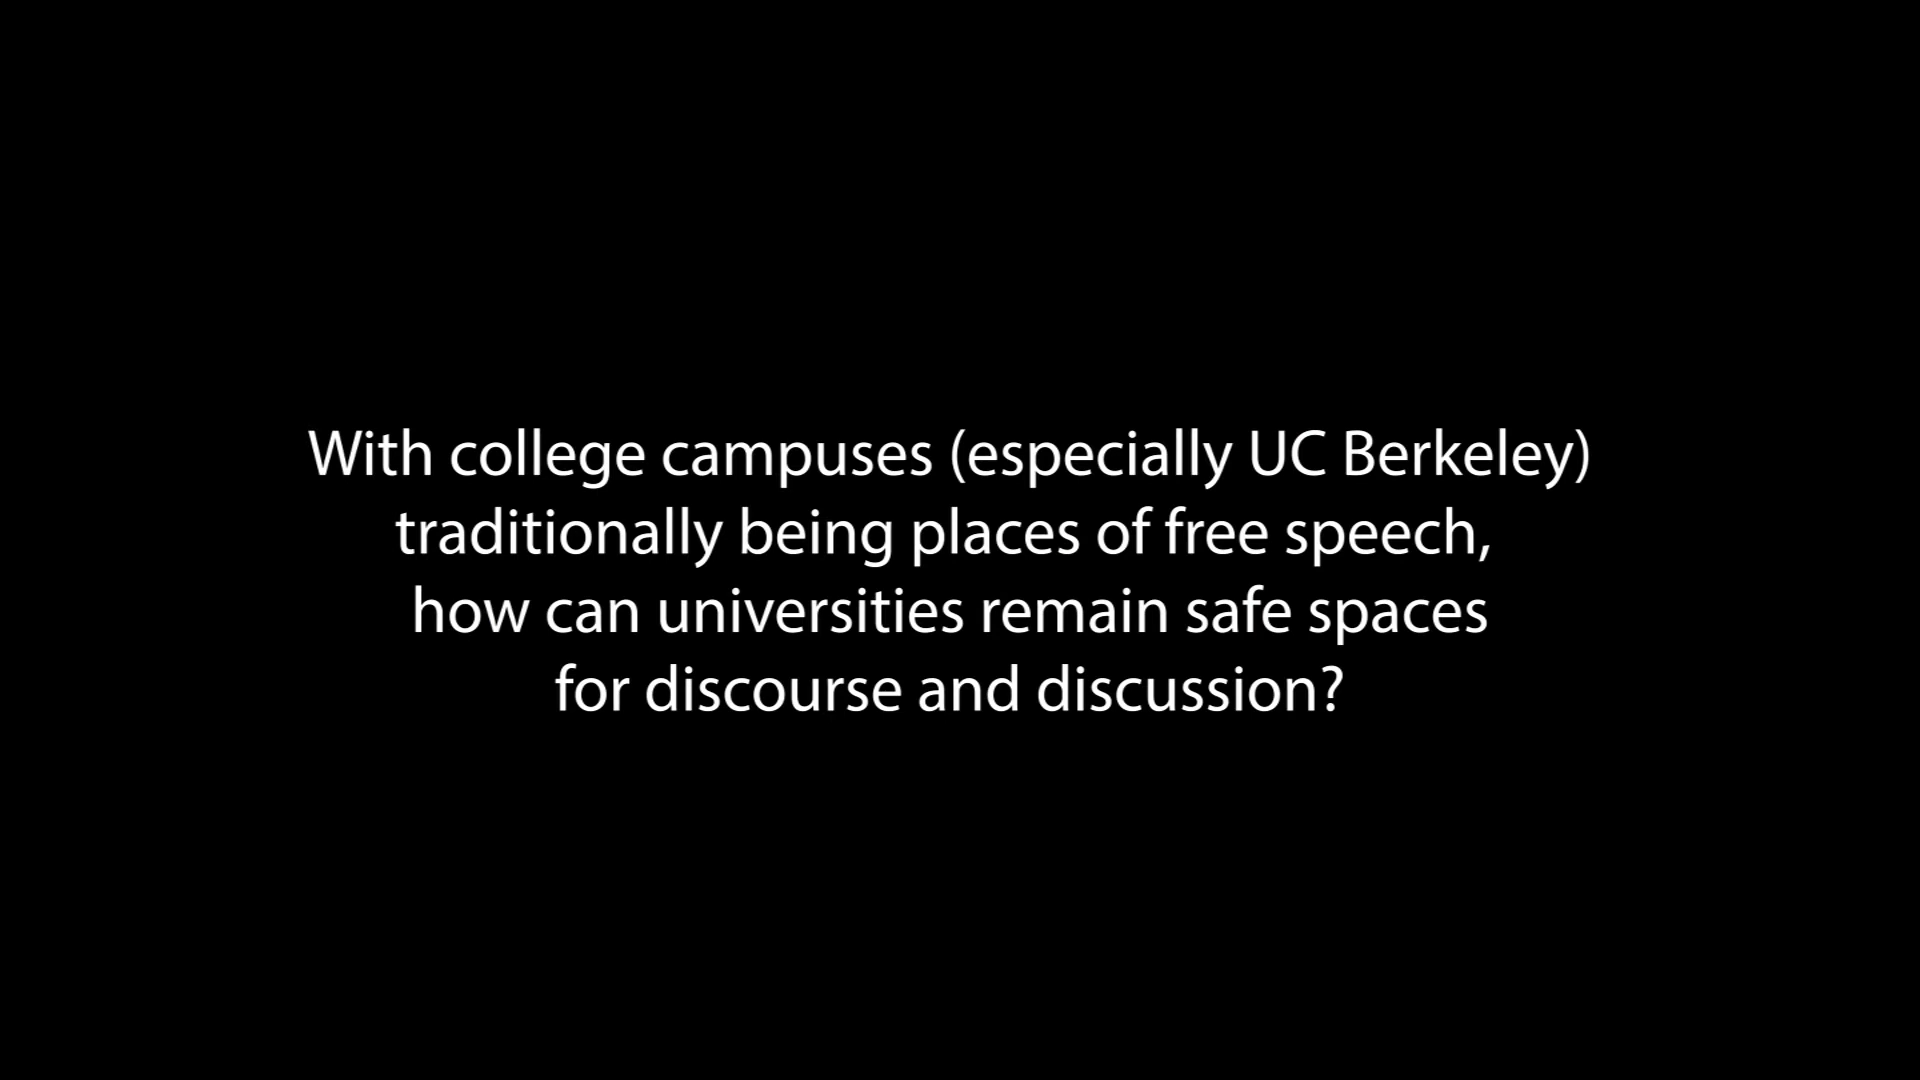 With college campuses (especially UC Berkeley)
traditionally being places of free speech,
how can universities remain safe spaces
for discourse and discussion?